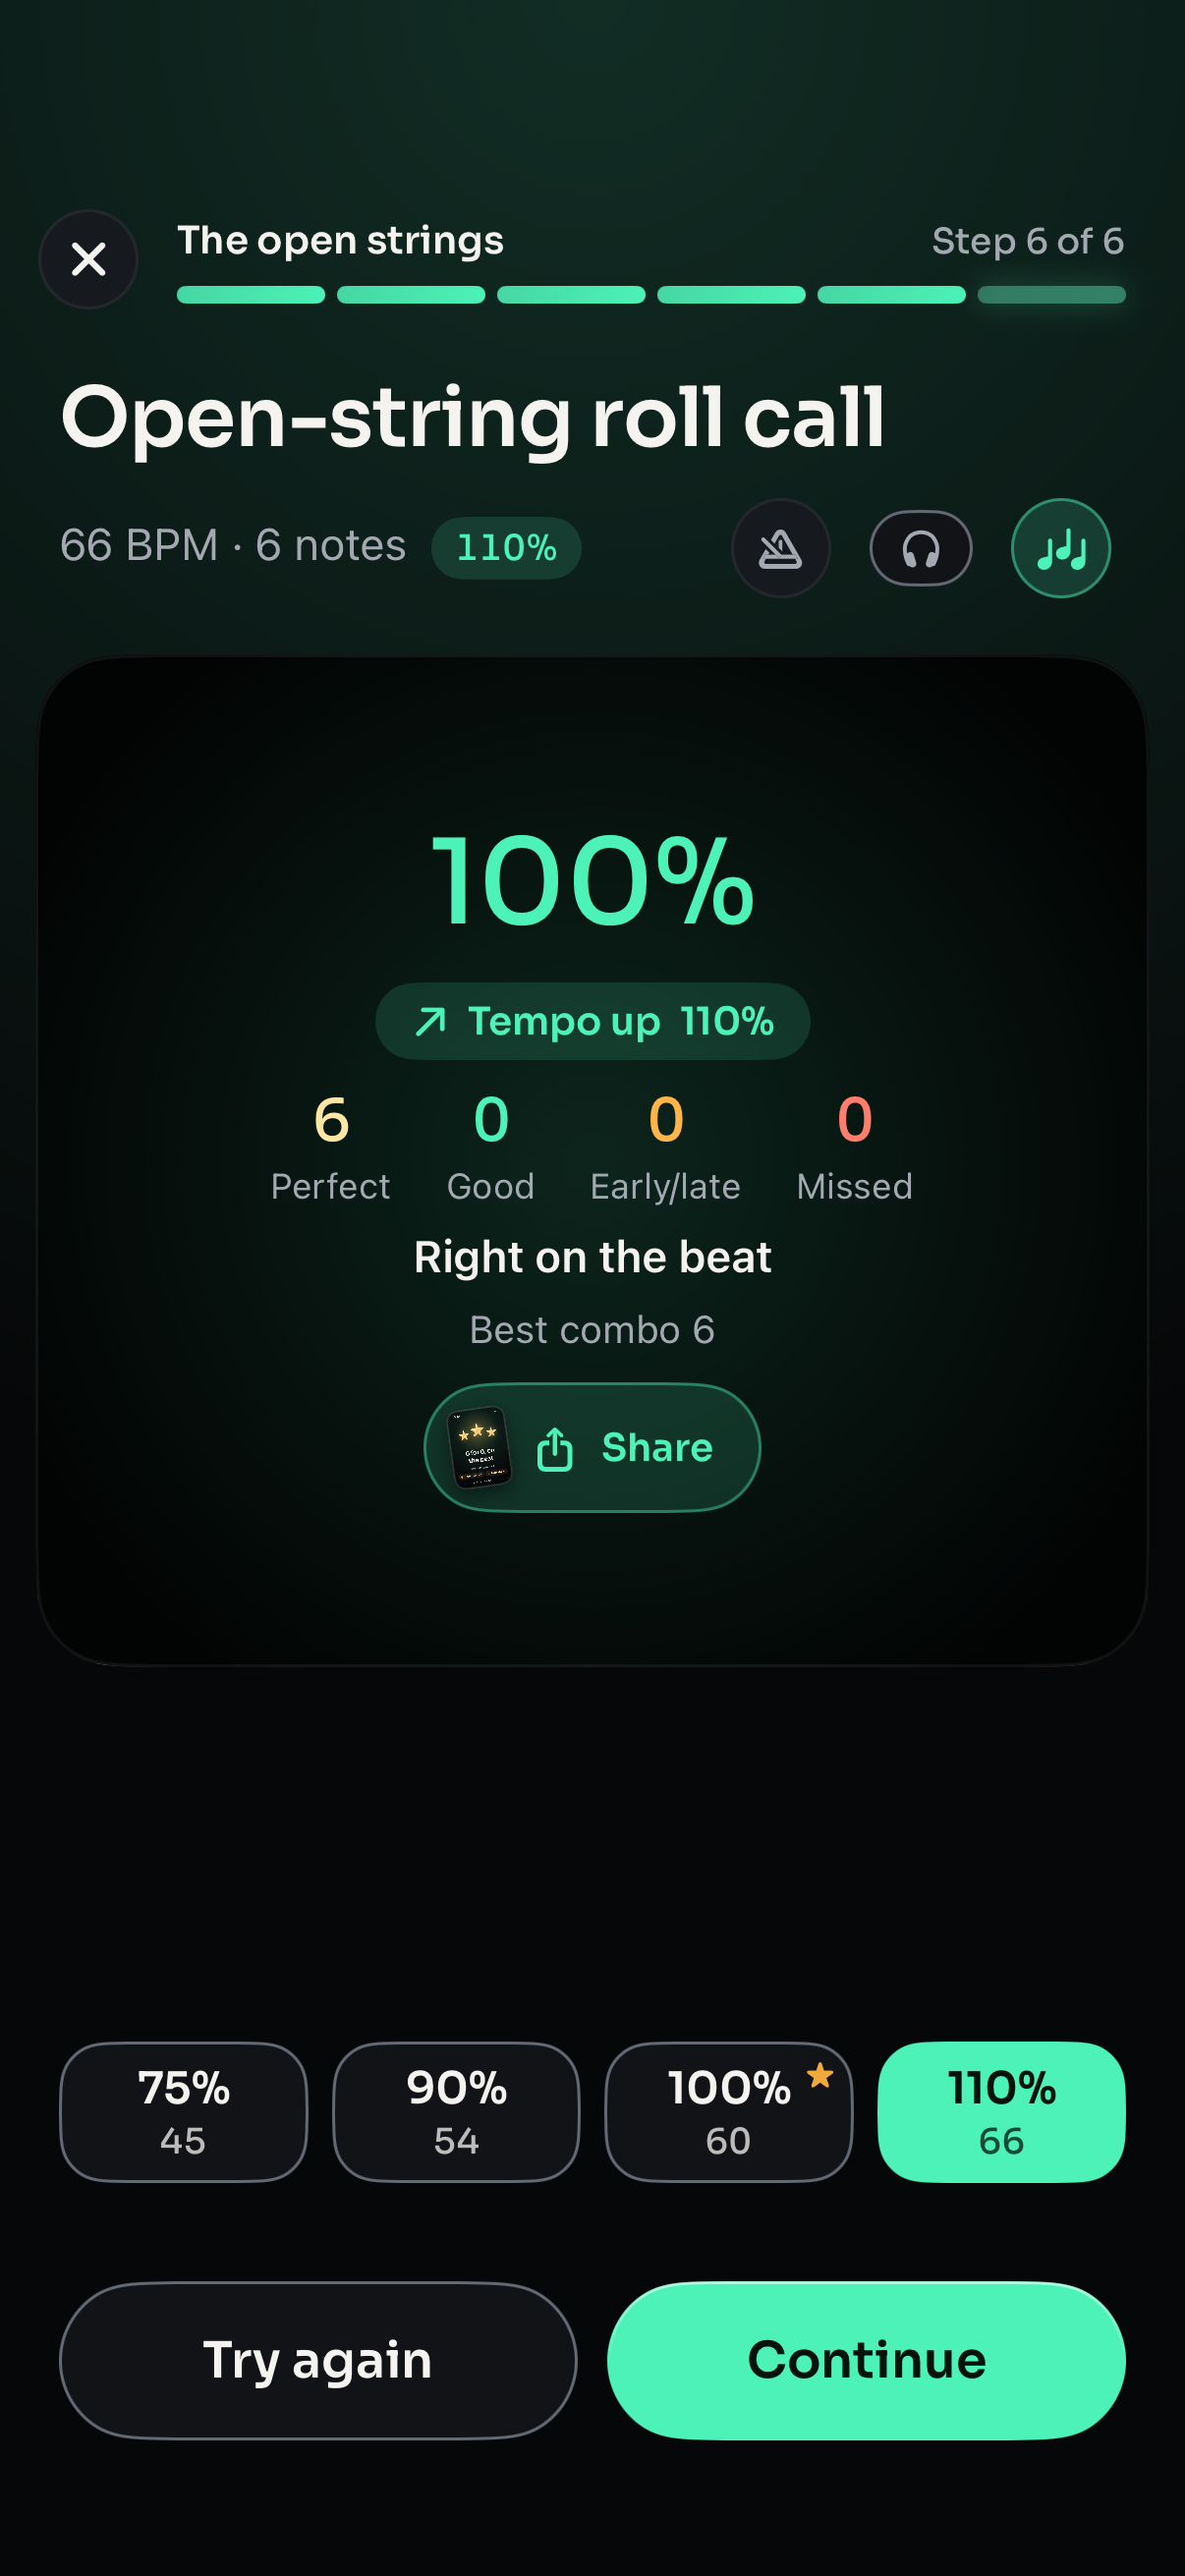 The open strings
Step 6 of 6
Open-string roll call
66 BPM · 6 notes 110%
100%
Tempo up 110%
6 0 0 0
Perfect Good Early/late Missed
Right on the beat
Best combo 6
Share
75% 90% 100% 110%
45 54 60 66
Try again Continue